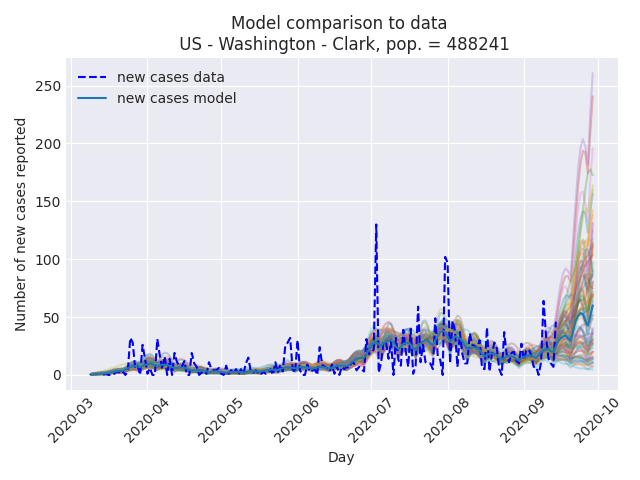 Model comparison to data
US - Washington - Clark, pop. = 488241
new cases data
new cases model
Number of new cases reported
250
200
150
100
50
0
2020-03
2020-04
2020-05
2020-06
2020-07
2020-08
2020-09
2020-10
Day